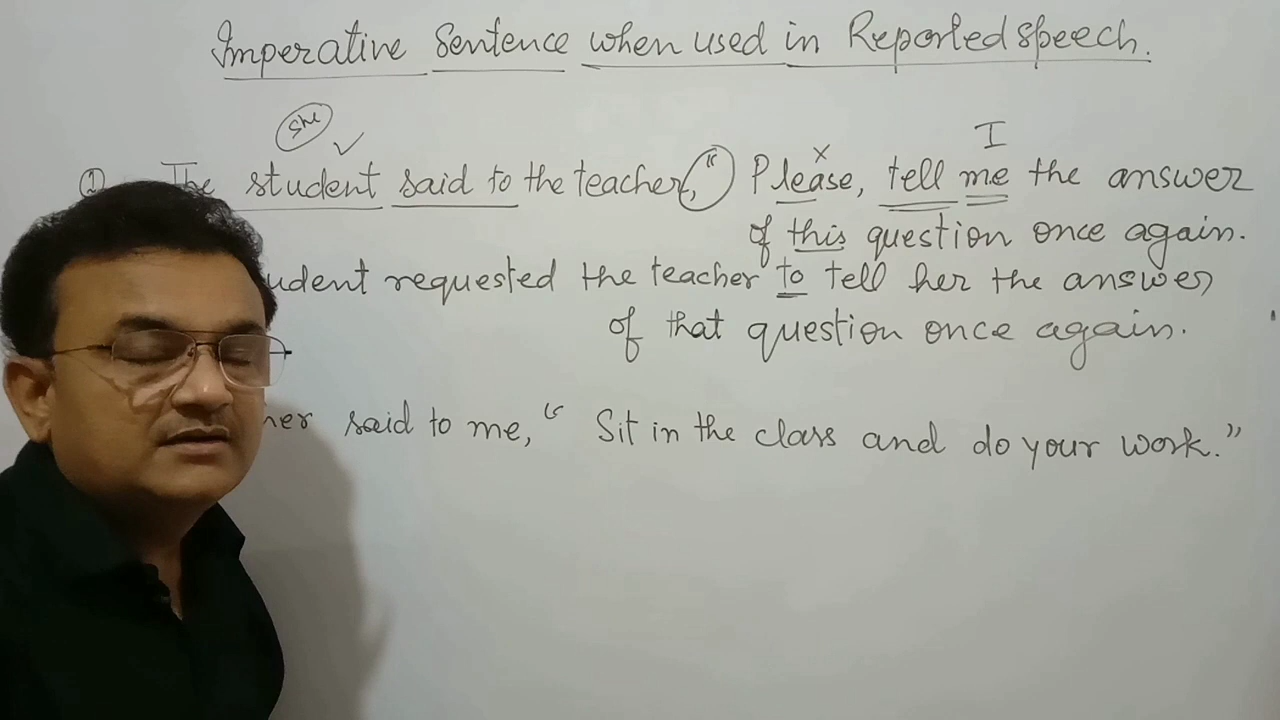 Imperative Sentence when used in Reported speech.
She
I
x
① The student said to the teacher, " Please, tell me the answer
of this question once again.
udent requested the teacher to tell her the answer
of that question once again.
her said to me, " Sit in the class and do your work."